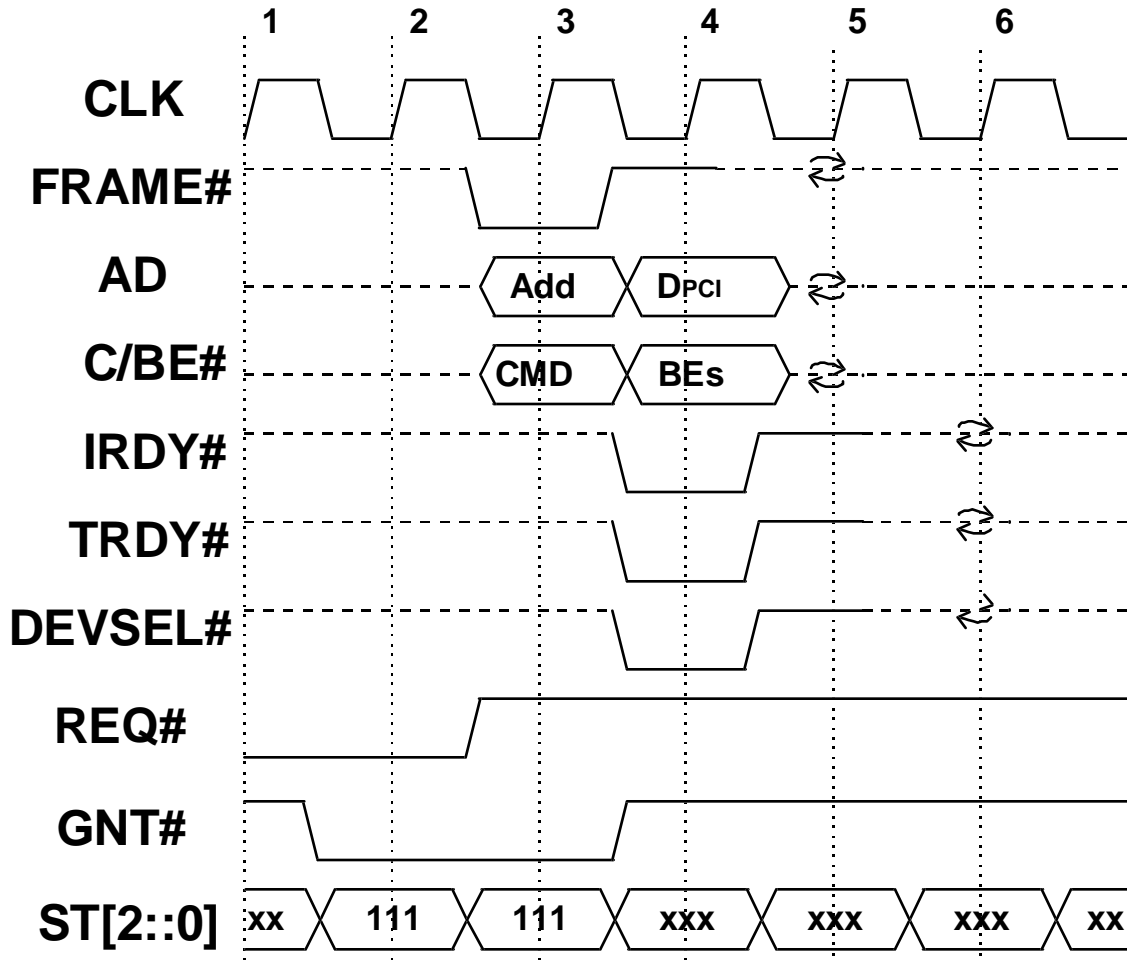 1 2 3 4 5 6
CLK
FRAME#
AD Add DPCI
C/BE# CMD BEs
IRDY#
TRDY#
DEVSEL#
REQ#
GNT#
ST[2::0] xx 111 111 xxx xxx xxx xx